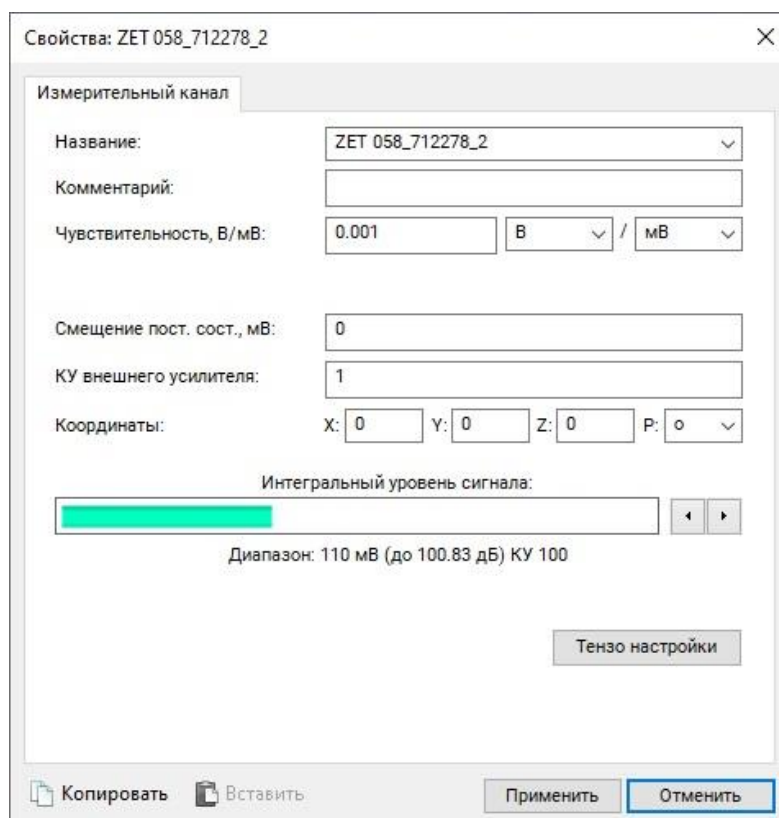 Свойства: ZET 058_712278_2
Измерительный канал
Название: ZET 058_712278_2
Комментарий:
Чувствительность, В/мВ: 0.001 В / мВ
Смещение пост. сост., мВ: 0
КУ внешнего усилителя: 1
Координаты: X: 0 Y: 0 Z: 0 P: о
Интегральный уровень сигнала:
Диапазон: 110 мВ (до 100.83 дБ) КУ 100
Тензо настройки
Копировать Вставить Применить Отменить